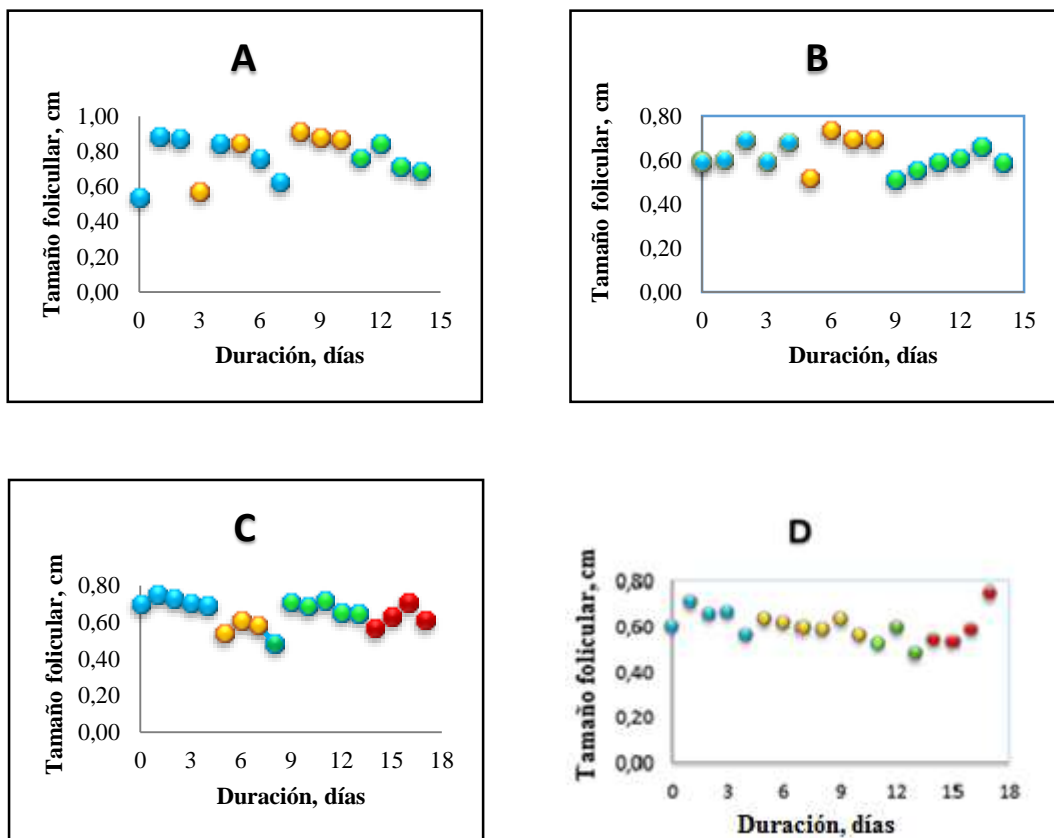 A
Tamaño folicullar, cm
1,00
0,80
0,60
0,40
0,20
0,00
0 3 6 9 12 15
Duración, días
B
Tamaño folicular, cm
0,80
0,60
0,40
0,20
0,00
0 3 6 9 12 15
Duración, días
C
Tamaño folicular, cm
0,80
0,60
0,40
0,20
0,00
0 3 6 9 12 15 18
Duración, días
D
Tamaño folicular, cm
0,80
0,60
0,40
0,20
0,00
0 3 6 9 12 15 18
Duración, días